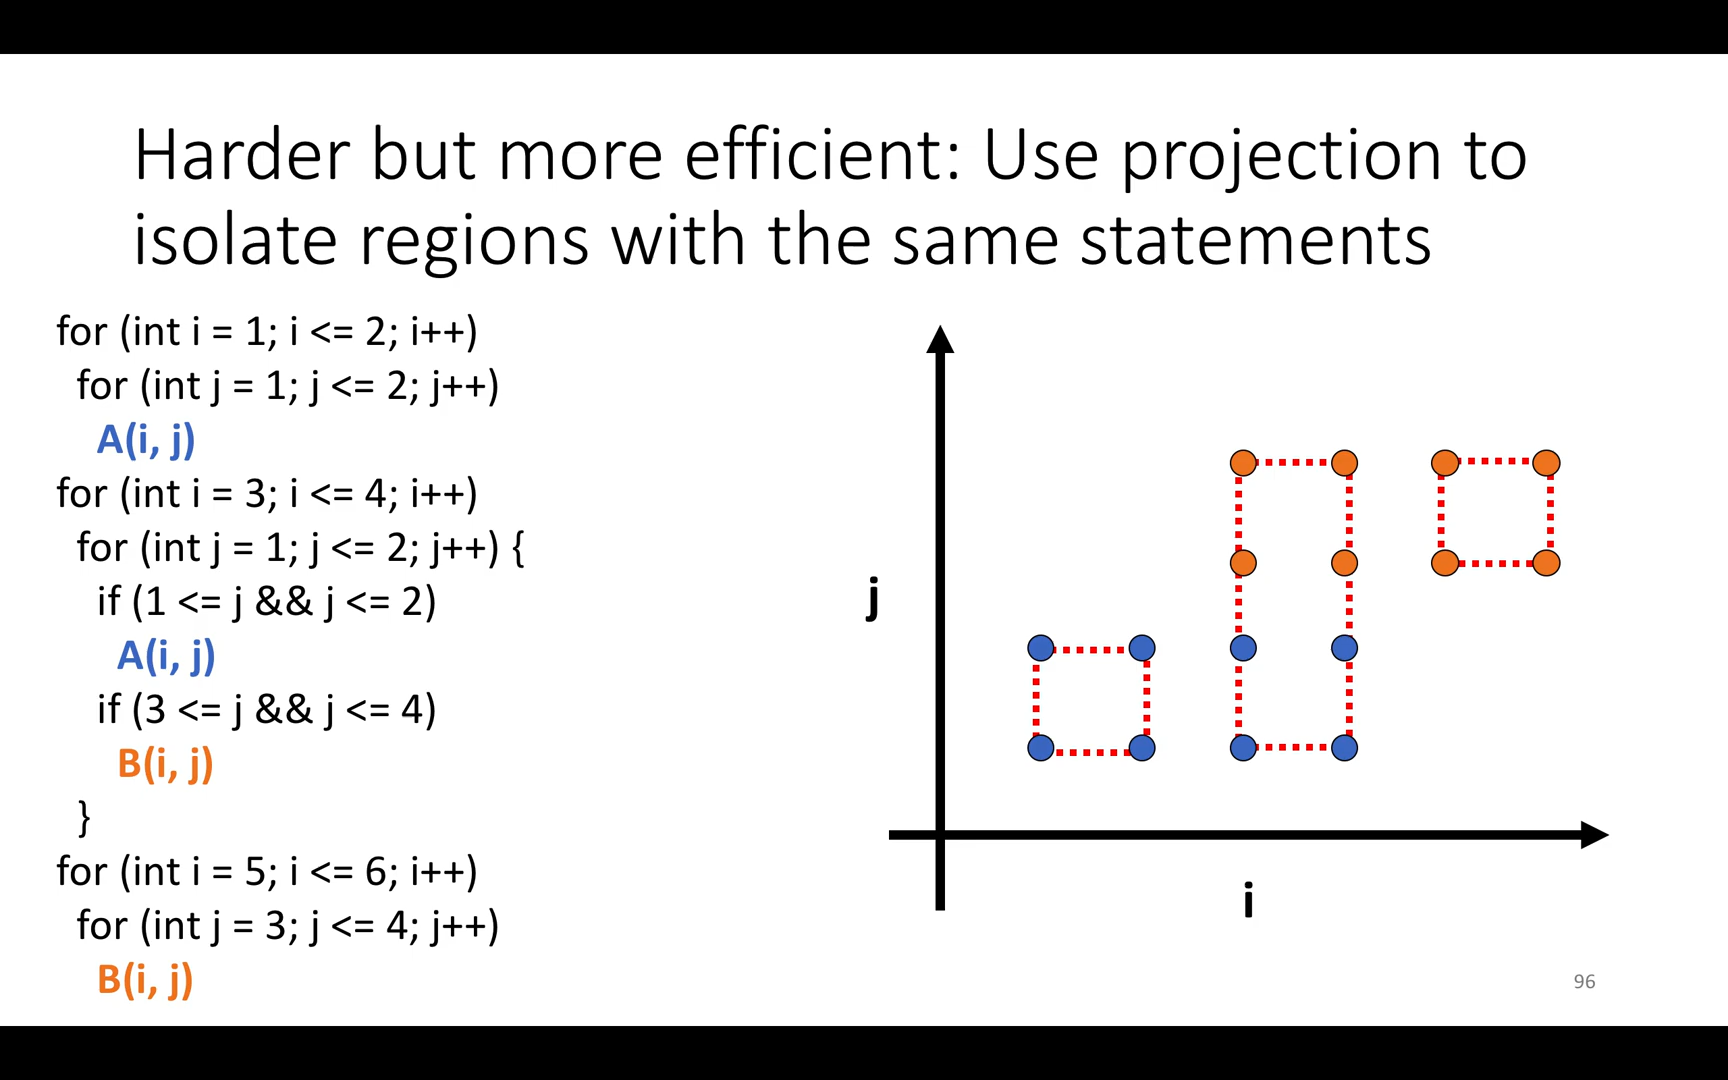 Harder but more efficient: Use projection to
isolate regions with the same statements
for (int i = 1; i <= 2; i++)
for (int j = 1; j <= 2; j++)
A(i, j)
for (int i = 3; i <= 4; i++)
for (int j = 1; j <= 2; j++) {
if (1 <= j && j <= 2)
A(i, j)
if (3 <= j && j <= 4)
B(i, j)
}
for (int i = 5; i <= 6; i++)
for (int j = 3; j <= 4; j++)
B(i, j)
j
i
96